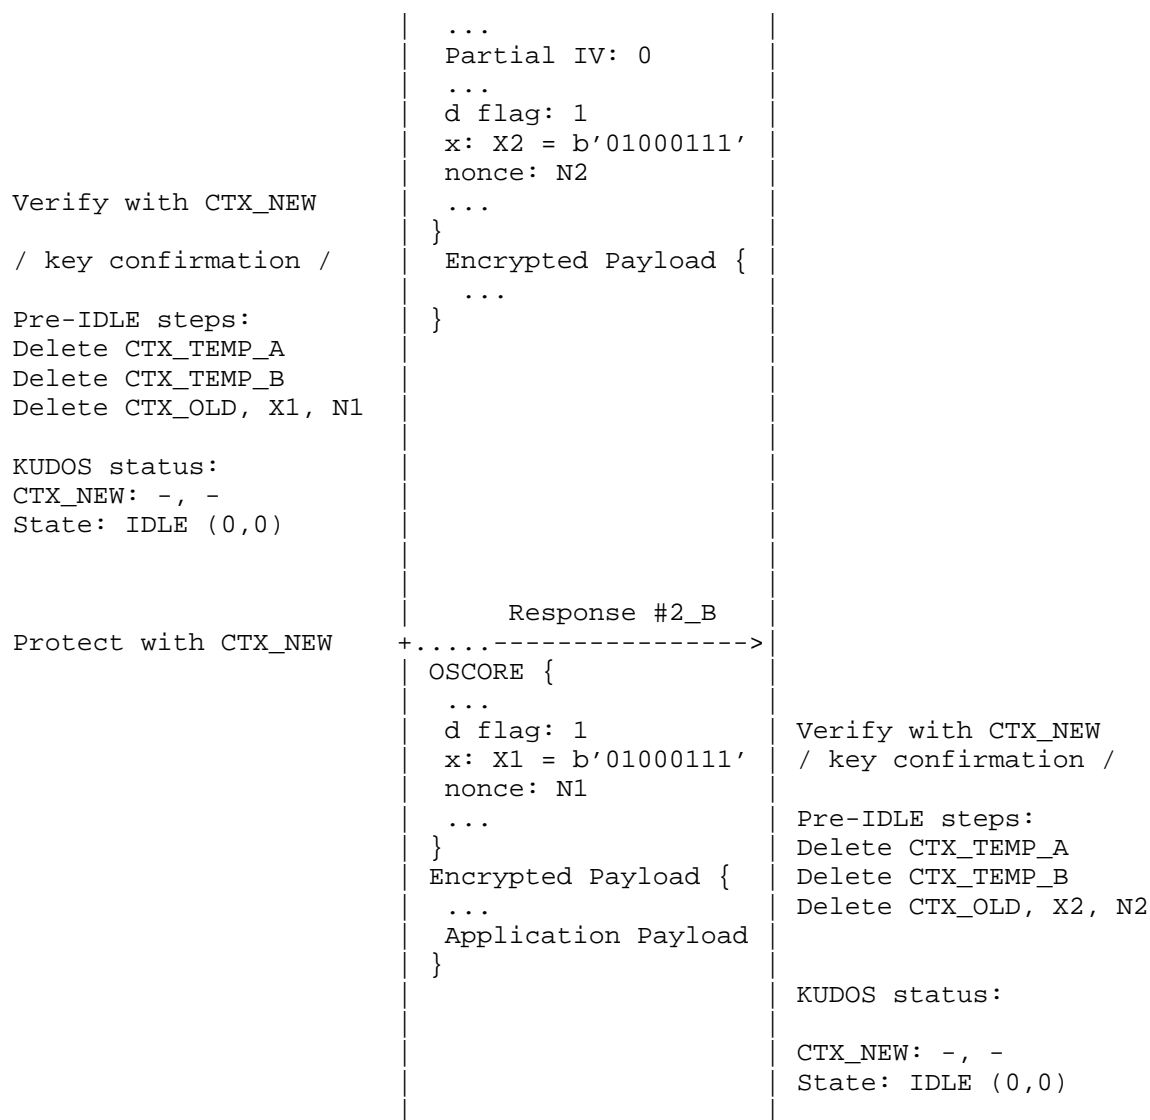 |  ...                  |
                         |  Partial IV: 0        |
                         |  ...                  |
                         |  d flag: 1            |
                         |  x: X2 = b’01000111’  |
                         |  nonce: N2            |
Verify with CTX_NEW      |  ...                  |
                         | }                     |
/ key confirmation /     |  Encrypted Payload {  |
                         |   ...                 |
Pre-IDLE steps:          | }                     |
Delete CTX_TEMP_A        |                       |
Delete CTX_TEMP_B        |                       |
Delete CTX_OLD, X1, N1   |                       |
                         |                       |
KUDOS status:            |                       |
CTX_NEW: -, -            |                       |
State: IDLE (0,0)        |                       |
                         |                       |
                         |                       |
                         |      Response #2_B    |
Protect with CTX_NEW     +.....---------------->|
                         | OSCORE {              |
                         |  ...                  |
                         |  d flag: 1            | Verify with CTX_NEW
                         |  x: X1 = b’01000111’  | / key confirmation /
                         |  nonce: N1            |
                         |  ...                  | Pre-IDLE steps:
                         | }                     | Delete CTX_TEMP_A
                         | Encrypted Payload {   | Delete CTX_TEMP_B
                         |  ...                  | Delete CTX_OLD, X2, N2
                         |  Application Payload  |
                         | }                     |
                         |                       | KUDOS status:
                         |                       |
                         |                       | CTX_NEW: -, -
                         |                       | State: IDLE (0,0)
                         |                       |